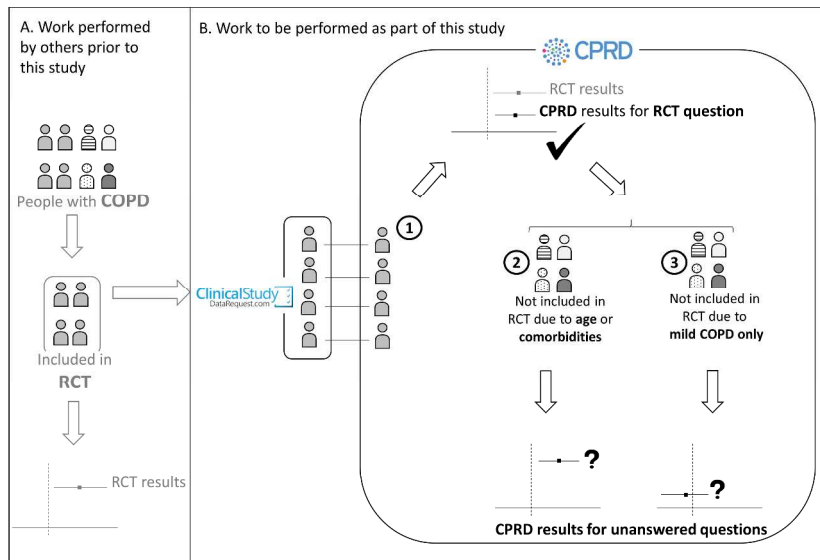 A. Work performed
by others prior to
this study
People with COPD
Included in
RCT
RCT results
B. Work to be performed as part of this study
CPRD
RCT results
CPRD results for RCT question
1
ClinicalStudy
DataRequest.com
2
Not included in
RCT due to age or
comorbidities
3
Not included in
RCT due to
mild COPD only
?
?
CPRD results for unanswered questions